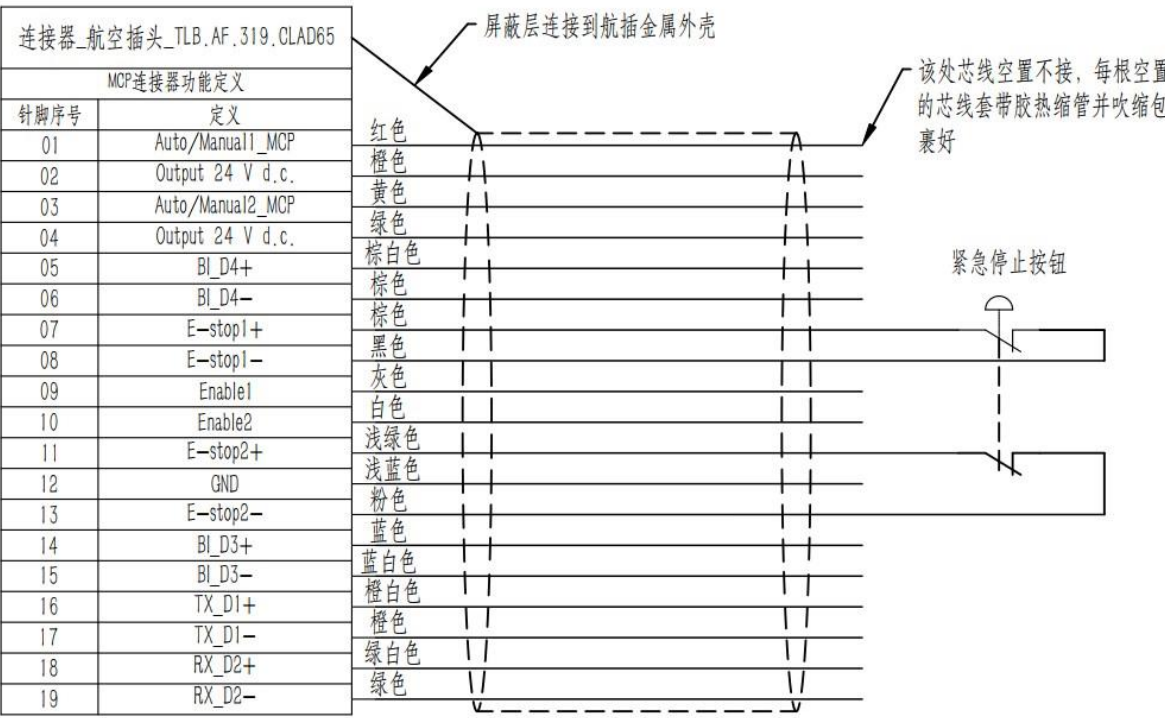 连接器_航空插头_TLB.AF.319.CLAD65
屏蔽层连接到航插金属外壳
该处芯线空置不接，每根空置
的芯线套带胶热缩管并吹缩包
裹好
MCP连接器功能定义
针脚序号 定义
01 Auto/Manual1_MCP 红色
02 Output 24 V d.c. 橙色
03 Auto/Manual2_MCP 黄色
04 Output 24 V d.c. 绿色
05 BI_D4+ 棕白色
06 BI_D4- 棕色
07 E-stop1+ 棕色
08 E-stop1- 黑色
09 Enable1 灰色
10 Enable2 白色
11 E-stop2+ 浅绿色
12 GND 浅蓝色
13 E-stop2- 粉色
14 BI_D3+ 蓝色
15 BI_D3- 蓝白色
16 TX_D1+ 橙白色
17 TX_D1- 橙色
18 RX_D2+ 绿白色
19 RX_D2- 绿色
紧急停止按钮